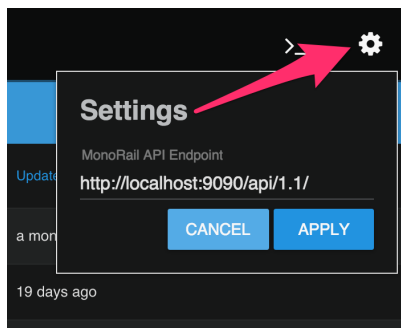 >_
Settings
MonoRail API Endpoint
Update
http://localhost:9090/api/1.1/
CANCEL
APPLY
a mon
19 days ago